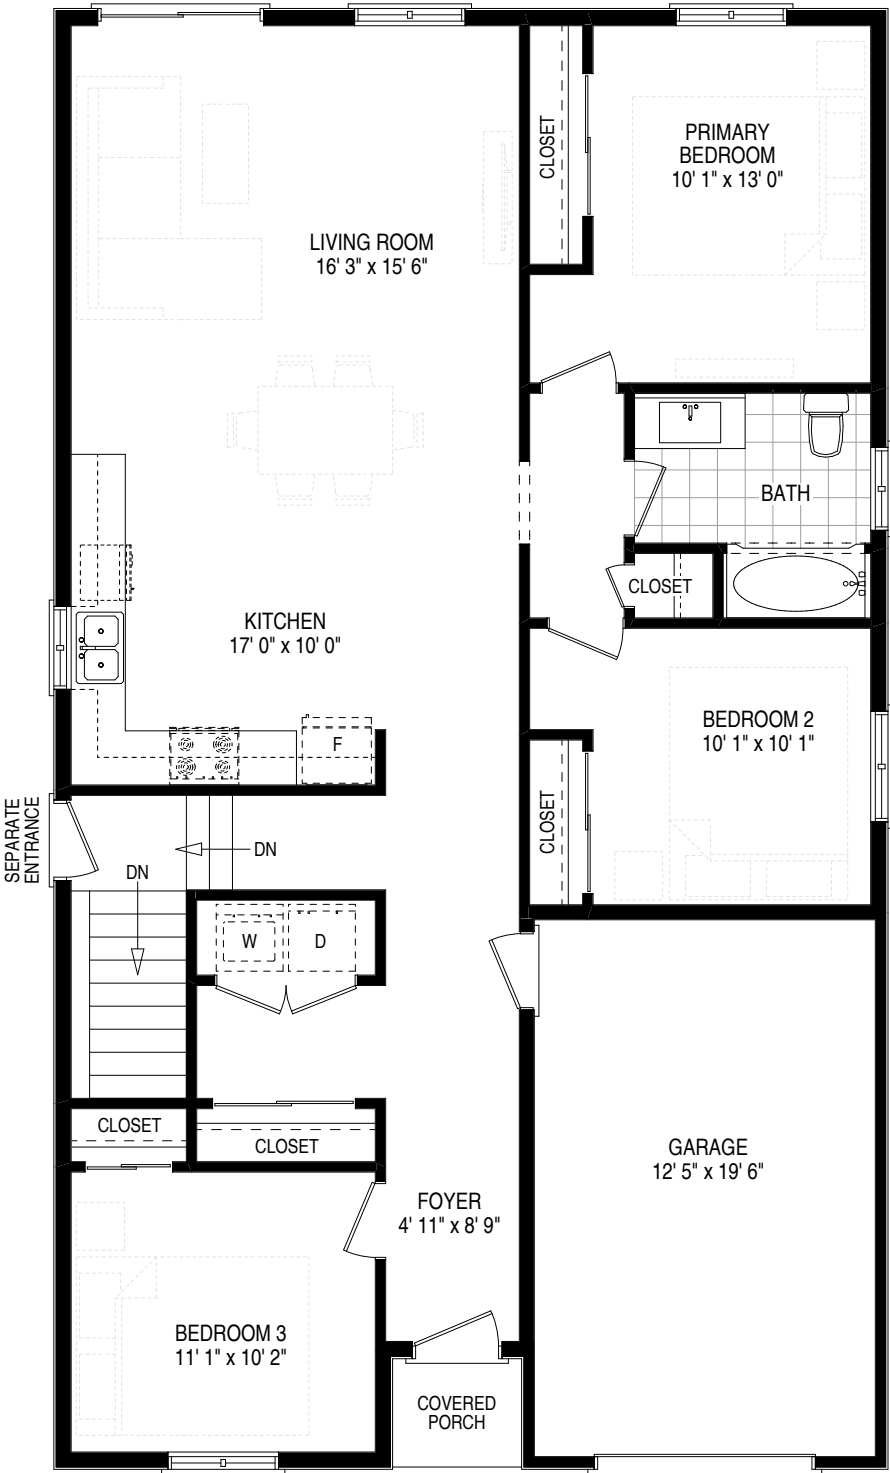 CLOSET
PRIMARY
BEDROOM
10' 1" x 13' 0"
LIVING ROOM
16' 3" x 15' 6"
BATH
CLOSET
KITCHEN
17' 0" x 10' 0"
BEDROOM 2
10' 1" x 10' 1"
F
CLOSET
SEPARATE
ENTRANCE
DN
DN
W
D
CLOSET
CLOSET
GARAGE
12' 5" x 19' 6"
FOYER
4' 11" x 8' 9"
BEDROOM 3
11' 1" x 10' 2"
COVERED
PORCH